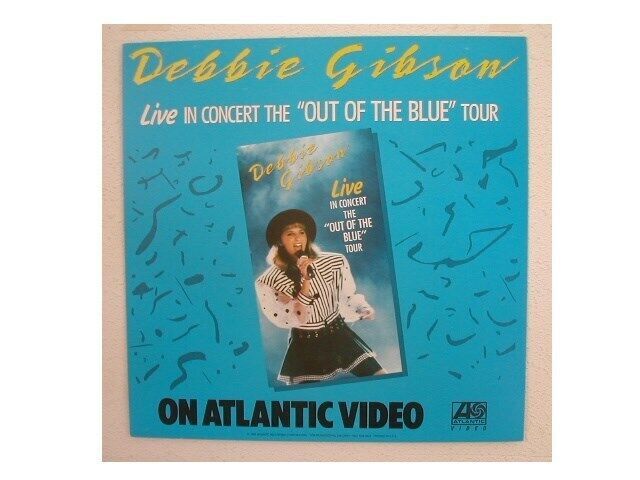 Debbie Gibson
Live IN CONCERT THE "OUT OF THE BLUE" TOUR
Debbie
Gibson
Live
IN CONCERT
THE
"OUT OF THE
BLUE"
TOUR
ON ATLANTIC VIDEO
ATLANTIC
VIDEO